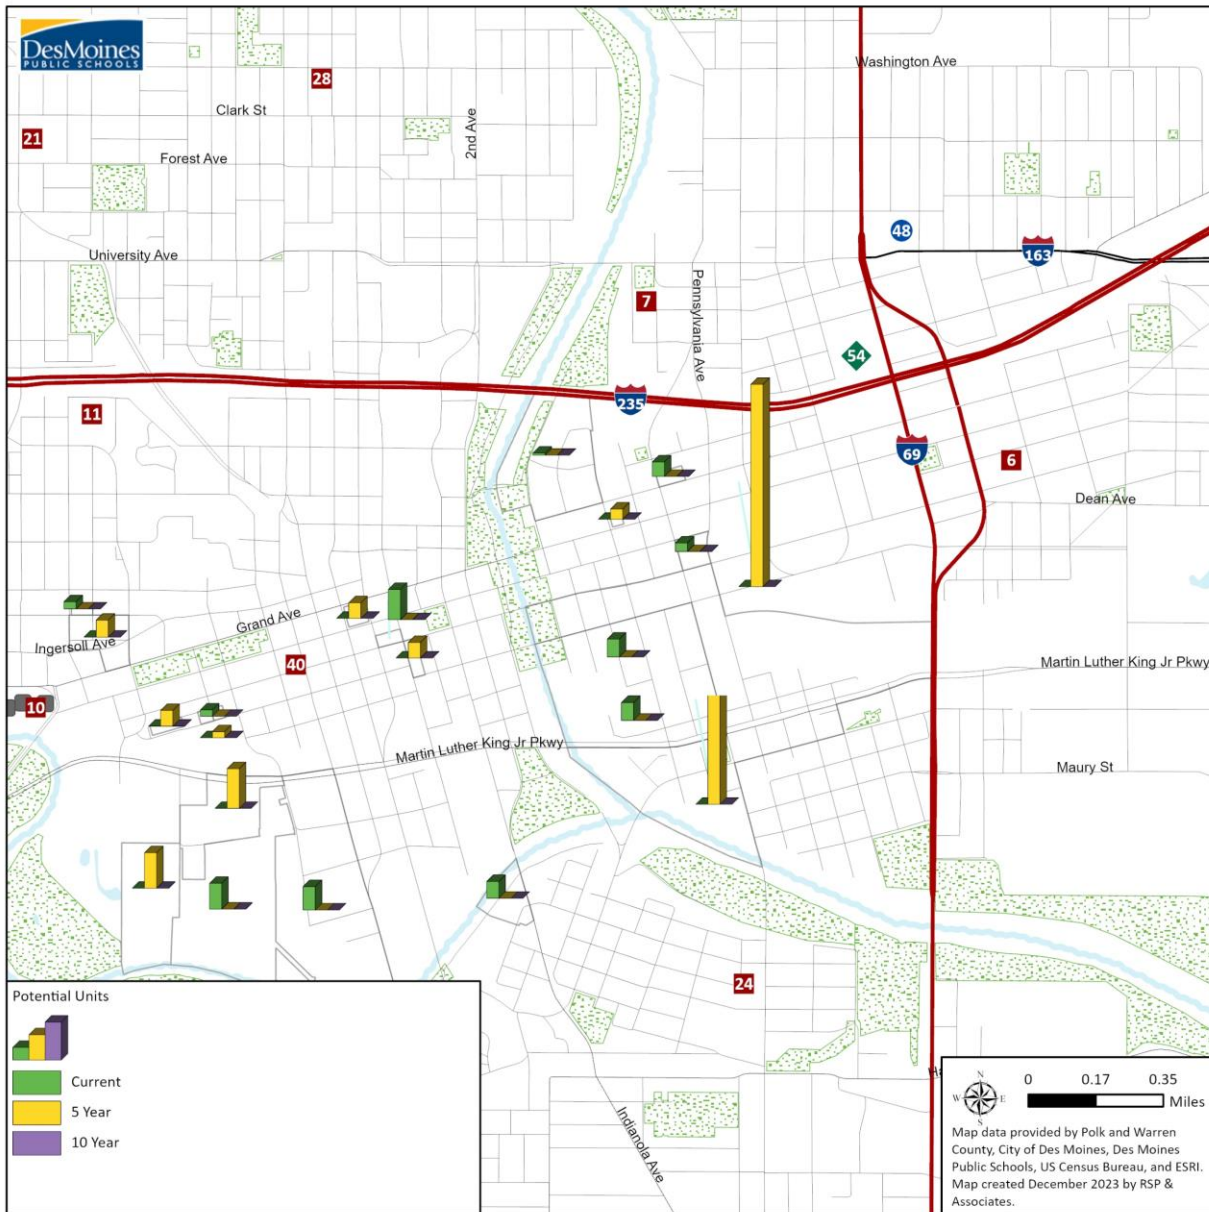 DesMoines
PUBLIC SCHOOLS
28
Washington Ave
Clark St
2nd Ave
21
Forest Ave
48
University Ave
163
7
Pennsylvania Ave
54
235
11
69
6
Dean Ave
Grand Ave
Ingersoll Ave
40
Martin Luther King Jr Pkwy
10
Martin Luther King Jr Pkwy
Maury St
24
Indianola Ave
Potential Units
Current
5 Year
10 Year
N
W
E
S
0 0.17 0.35
Miles
Map data provided by Polk and Warren
County, City of Des Moines, Des Moines
Public Schools, US Census Bureau, and ESRI.
Map created December 2023 by RSP &
Associates.